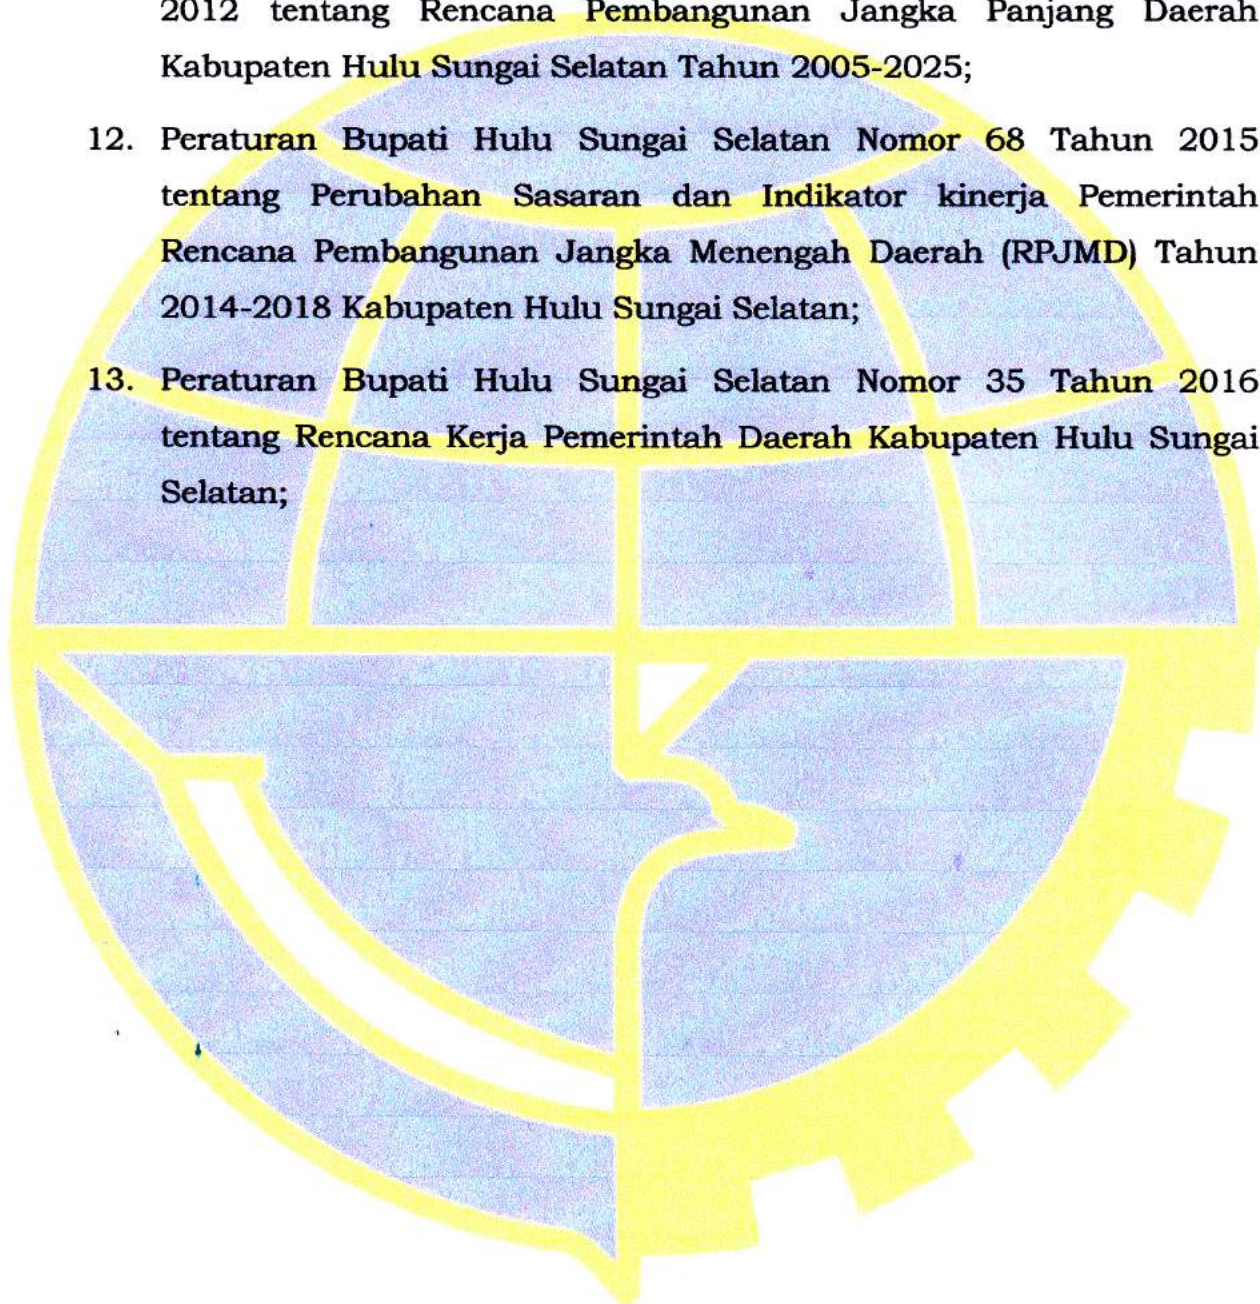 2012 tentang Rencana Pembangunan Jangka Panjang Daerah
Kabupaten Hulu Sungai Selatan Tahun 2005-2025;
12. Peraturan Bupati Hulu Sungai Selatan Nomor 68 Tahun 2015
tentang Perubahan Sasaran dan Indikator kinerja Pemerintah
Rencana Pembangunan Jangka Menengah Daerah (RPJMD) Tahun
2014-2018 Kabupaten Hulu Sungai Selatan;
13. Peraturan Bupati Hulu Sungai Selatan Nomor 35 Tahun 2016
tentang Rencana Kerja Pemerintah Daerah Kabupaten Hulu Sungai
Selatan;